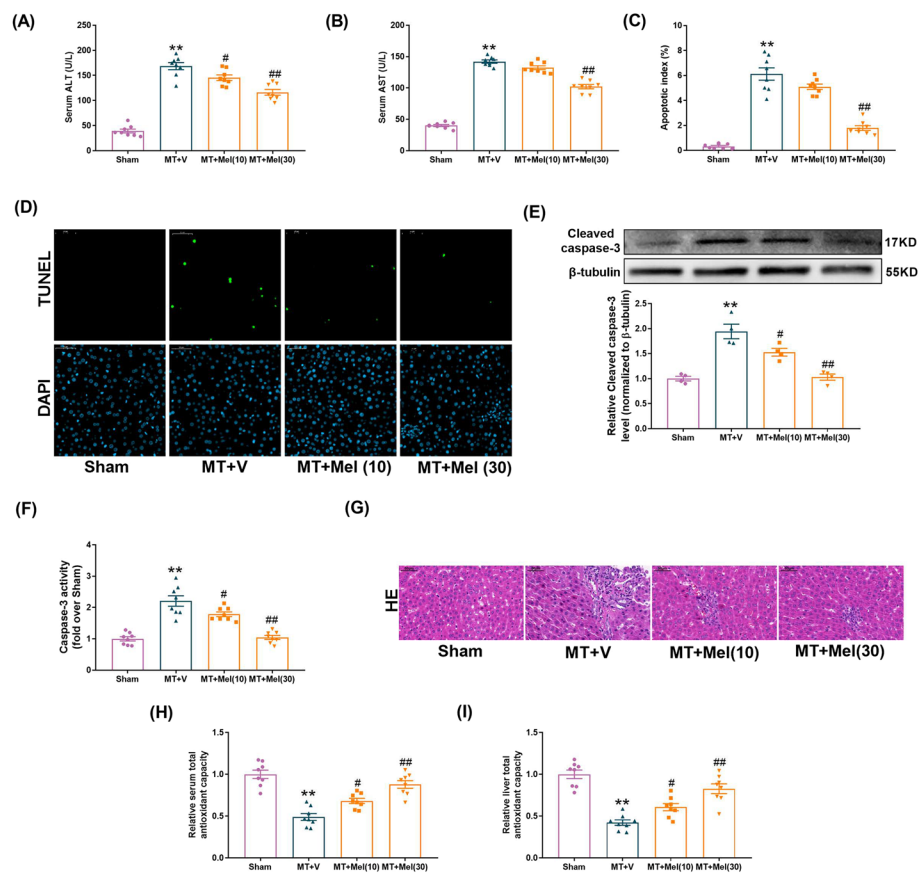 (A)
Serum ALT (U/L)
250
200
150
100
50
0
**
#
##
Sham
MT+V
MT+Mel(10)
MT+Mel(30)
(B)
Serum AST (U/L)
200
150
100
50
0
**
##
Sham
MT+V
MT+Mel(10)
MT+Mel(30)
(C)
Apoptotic index (%)
10
8
6
4
2
0
**
##
Sham
MT+V
MT+Mel(10)
MT+Mel(30)
(D)
TUNEL
DAPI
Sham
MT+V
MT+Mel (10)
MT+Mel (30)
(E)
Cleaved
caspase-3
17KD
β-tubulin
55KD
Relative Cleaved caspase-3
level (normalized to β-tubulin)
2.5
2.0
1.5
1.0
0.5
0.0
**
#
##
Sham
MT+V
MT+Mel(10)
MT+Mel(30)
(F)
Caspase-3 activity
(fold over Sham)
4
3
2
1
0
**
#
##
Sham
MT+V
MT+Mel(10)
MT+Mel(30)
(G)
HE
Sham
MT+V
MT+Mel(10)
MT+Mel(30)
(H)
Relative serum total
antioxidant capacity
1.5
1.0
0.5
0.0
**
#
##
Sham
MT+V
MT+Mel(10)
MT+Mel(30)
(I)
Relative liver total
antioxidant capacity
1.5
1.0
0.5
0.0
**
#
##
Sham
MT+V
MT+Mel(10)
MT+Mel(30)